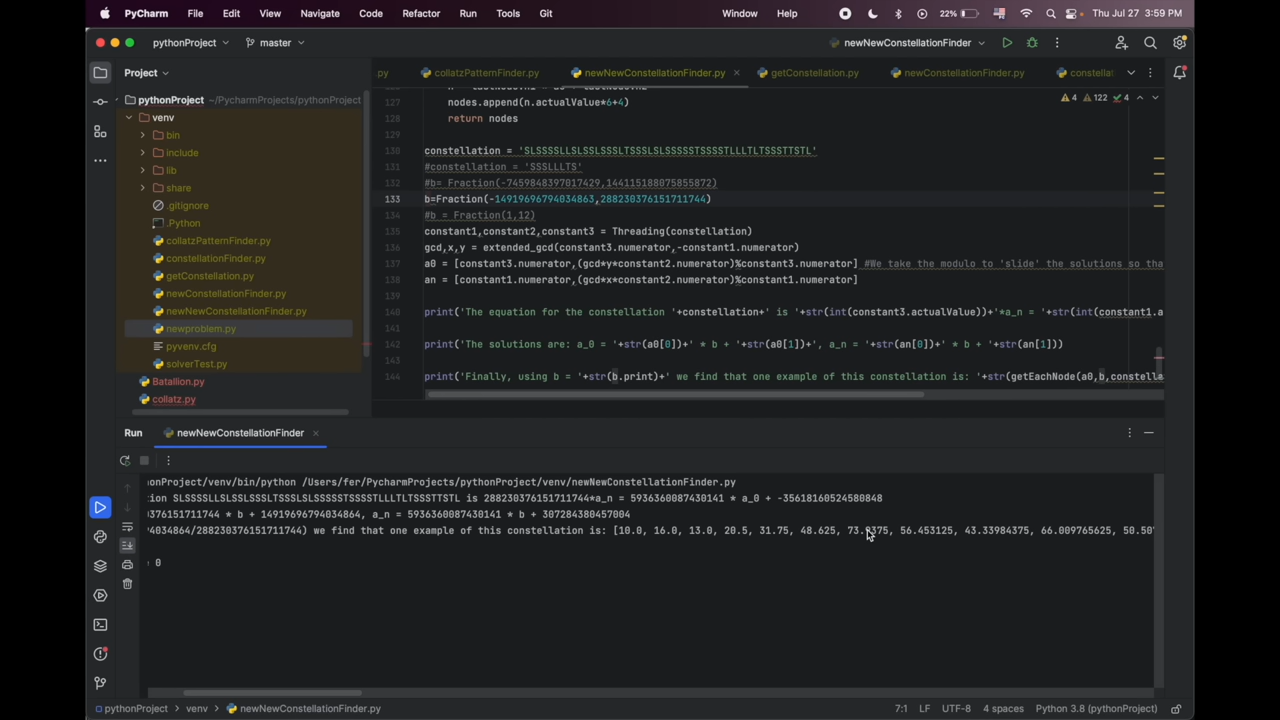 PyCharm File Edit View Navigate Code Refactor Run Tools Git Window Help 22% Thu Jul 27 3:59 PM
pythonProject master newNewConstellationFinder
Project py collatzPatternFinder.py newNewConstellationFinder.py getConstellation.py newConstellationFinder.py constellat
4 122 4
pythonProject ~/PycharmProjects/pythonProject
venv
bin
include
lib
share
.gitignore
.Python
collatzPatternFinder.py
constellationFinder.py
getConstellation.py
newConstellationFinder.py
newNewConstellationFinder.py
newproblem.py
pyvenv.cfg
solverTest.py
Batallion.py
collatz.py
127 nodes.append(n.actualValue*6+4)
128 return nodes
129
130 constellation = 'SLSSSSLLSLSSLSSSLTSSSLSLSSSSSTSSSSTLLLTLTSSSTTSTL'
131 #constellation = 'SSSLLLTS'
132 #b= Fraction(-7459848397017429,144115188075855872)
133 b=Fraction(-14919696794034863,288230376151711744)
134 #b = Fraction(1,12)
135 constant1,constant2,constant3 = Threading(constellation)
136 gcd,x,y = extended_gcd(constant3.numerator,-constant1.numerator)
137 a0 = [constant3.numerator,(gcd*y*constant2.numerator)%constant3.numerator] #We take the modulo to 'slide' the solutions so tha
138 an = [constant1.numerator,(gcd*x*constant2.numerator)%constant1.numerator]
139
140 print('The equation for the constellation '+constellation+' is '+str(int(constant3.actualValue))+'*a_n = '+str(int(constant1.a
141
142 print('The solutions are: a_0 = '+str(a0[0])+' * b + '+str(a0[1])+', a_n = '+str(an[0])+' * b + '+str(an[1]))
143
144 print('Finally, using b = '+str(b.print)+' we find that one example of this constellation is: '+str(getEachNode(a0,b,constella
Run newNewConstellationFinder
onProject/venv/bin/python /Users/fer/PycharmProjects/pythonProject/venv/newNewConstellationFinder.py
tion SLSSSSLLSLSSLSSSLTSSSLSLSSSSSTSSSSTLLLTLTSSSTTSTL is 288230376151711744*a_n = 5936360087430141 * a_0 + -35618160524580848
376151711744 * b + 14919696794034864, a_n = 5936360087430141 * b + 307284380457004
4034864/288230376151711744) we find that one example of this constellation is: [10.0, 16.0, 13.0, 20.5, 31.75, 48.625, 56.453125, 43.33984375, 66.009765625, 50.50
0
pythonProject venv newNewConstellationFinder.py 7:1 LF UTF-8 4 spaces Python 3.8 (pythonProject)